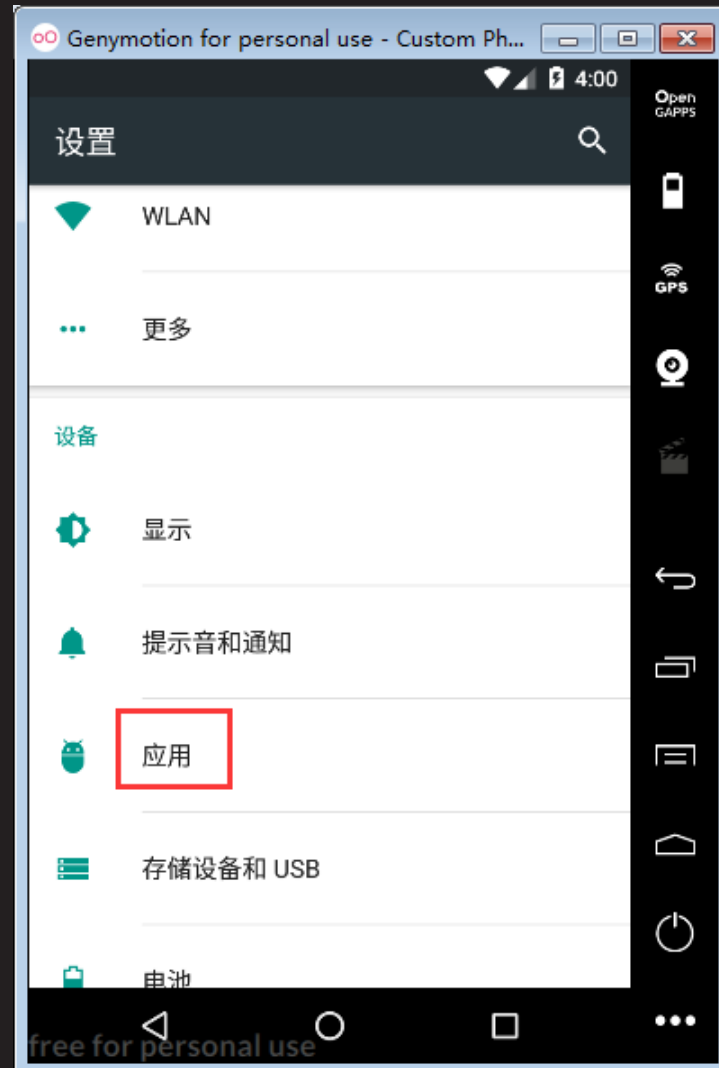 Genymotion for personal use - Custom Ph...
4:00
Open
GAPPS
设置
WLAN
GPS
更多
设备
显示
提示音和通知
应用
存储设备和 USB
电池
free for personal use